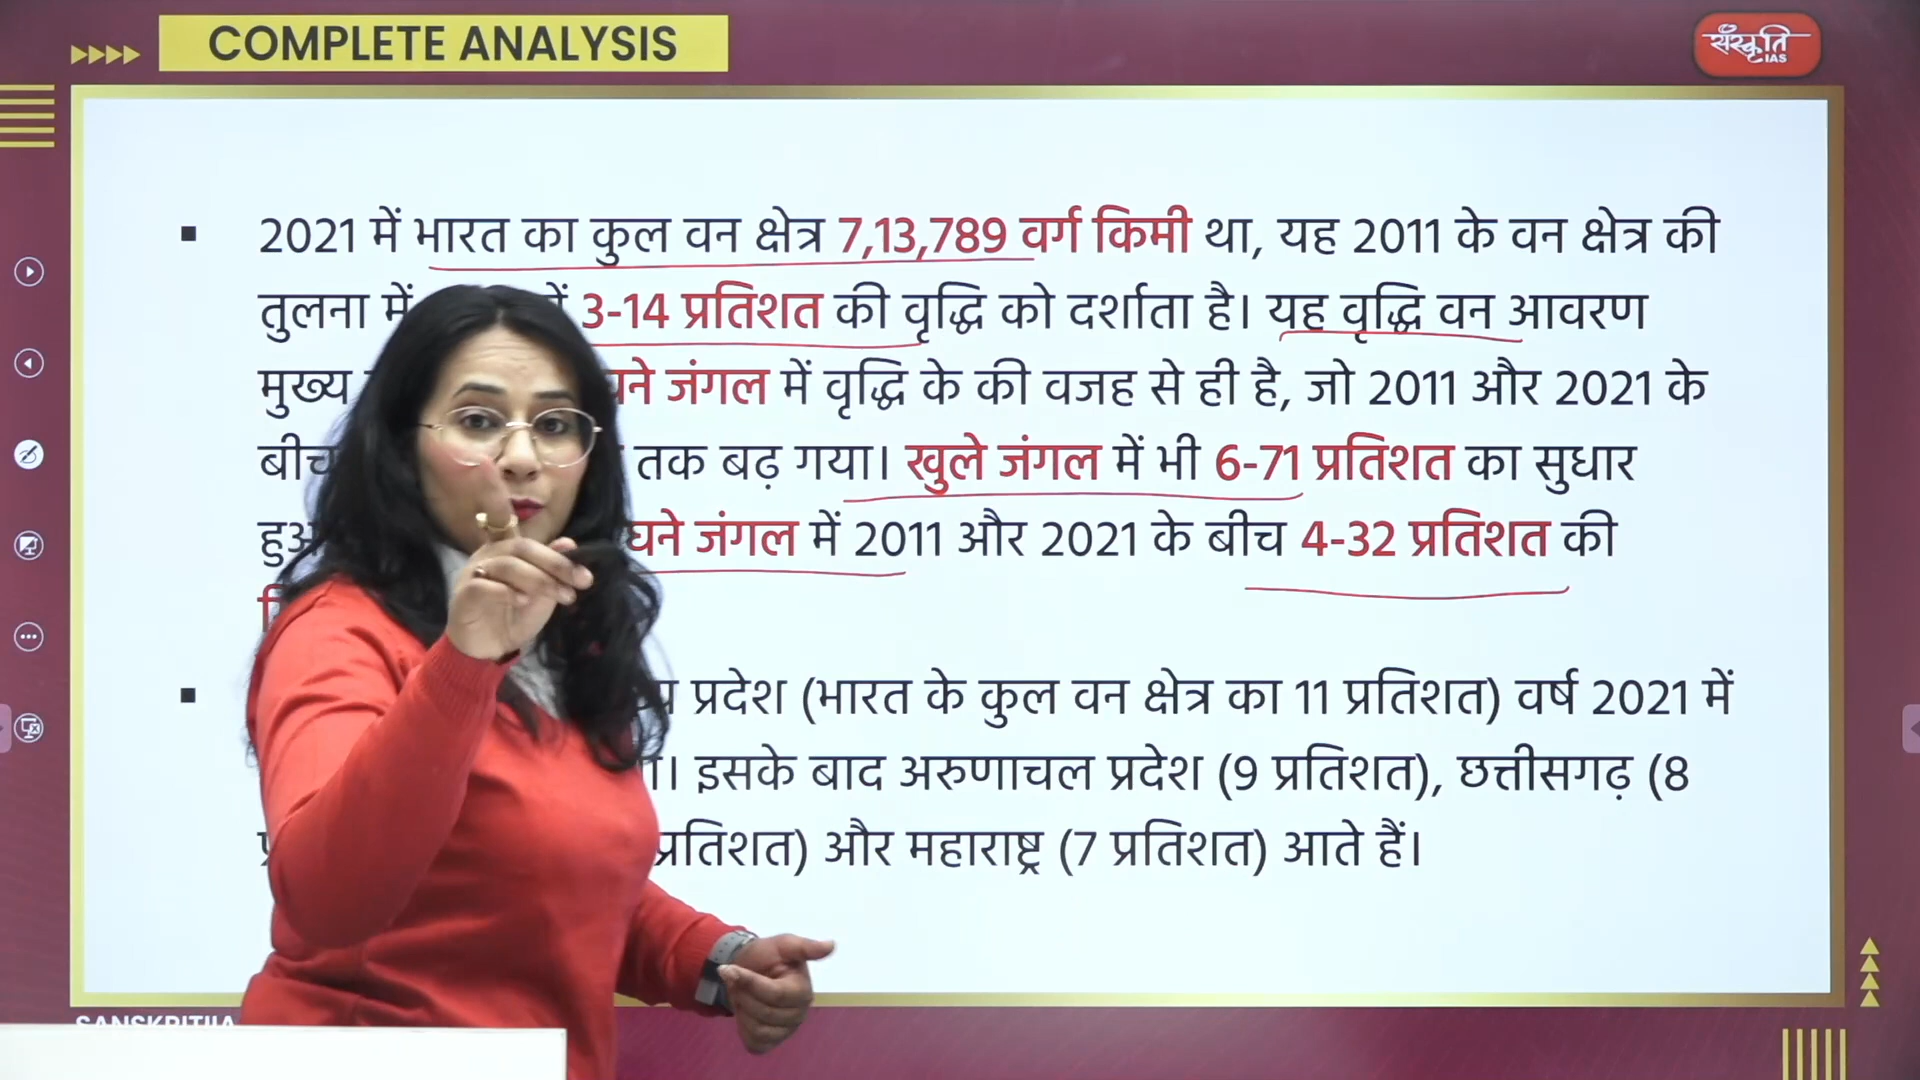 COMPLETE ANALYSIS
संस्कृति
IAS
2021 में भारत का कुल वन क्षेत्र 7,13,789 वर्ग किमी था, यह 2011 के वन क्षेत्र की
तुलना में 3-14 प्रतिशत की वृद्धि को दर्शाता है। यह वृद्धि वन आवरण
मुख्य जंगल में वृद्धि के की वजह से ही है, जो 2011 और 2021 के
बीच तक बढ़ गया। खुले जंगल में भी 6-71 प्रतिशत का सुधार
घने जंगल में 2011 और 2021 के बीच 4-32 प्रतिशत की
प्रदेश (भारत के कुल वन क्षेत्र का 11 प्रतिशत) वर्ष 2021 में
इसके बाद अरुणाचल प्रदेश (9 प्रतिशत), छत्तीसगढ़ (8
प्रतिशत) और महाराष्ट्र (7 प्रतिशत) आते हैं।